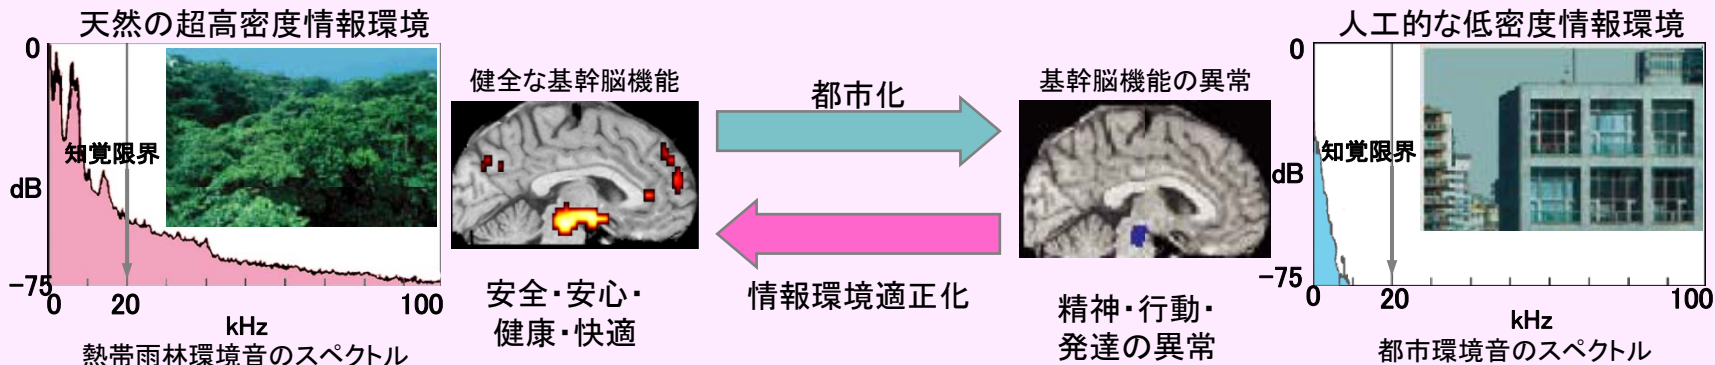 天然の超高密度情報環境
0
知覚限界
dB
-75
0 20 100
kHz
熱帯雨林環境音のスペクトル
健全な基幹脳機能
安全・安心・
健康・快適
都市化
情報環境適正化
基幹脳機能の異常
精神・行動・
発達の異常
人工的な低密度情報環境
0
知覚限界
dB
-75
0 20 100
kHz
都市環境音のスペクトル